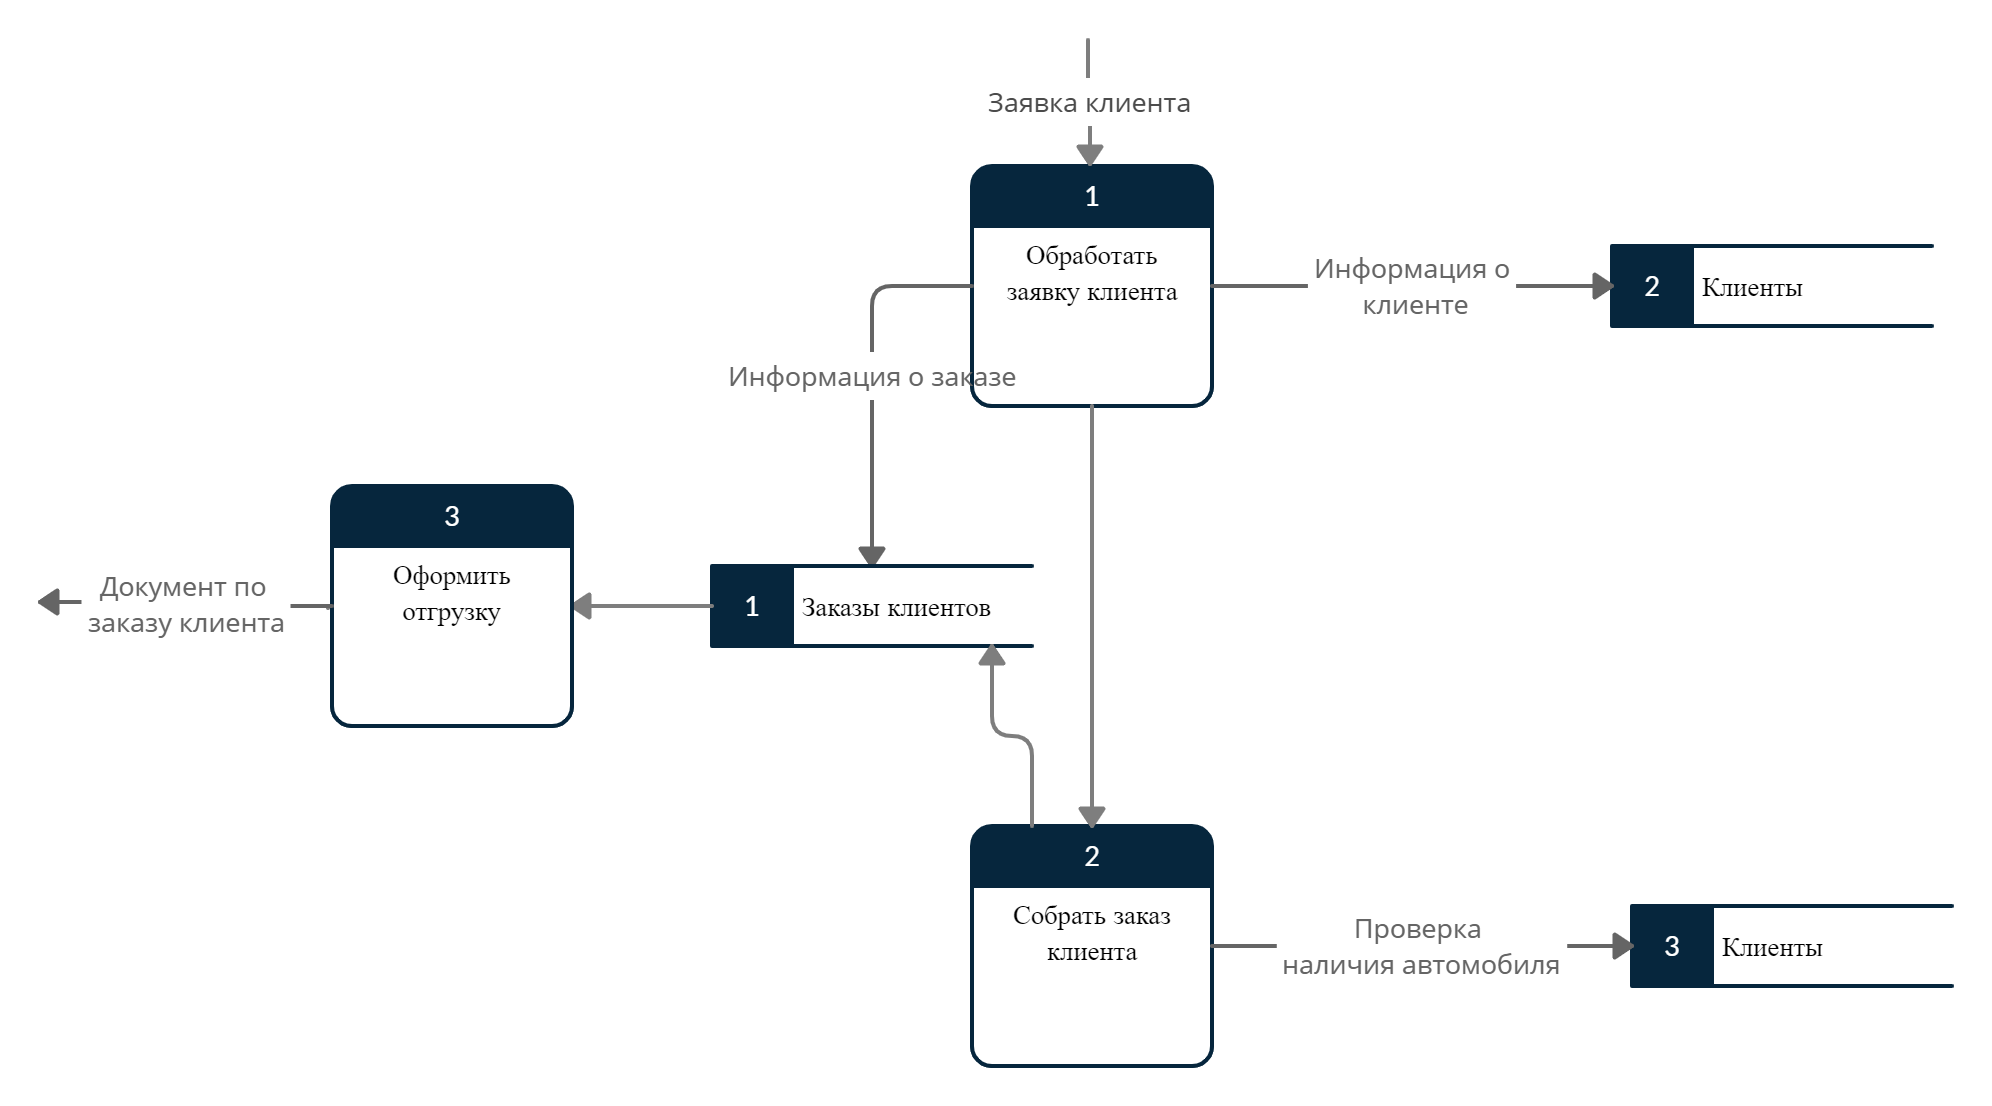 Заявка клиента
1
Обработать
заявку клиента
Информация о
клиенте
2
Клиенты
Информация о заказе
3
Оформить
отгрузку
Документ по
заказу клиента
1
Заказы клиентов
2
Собрать заказ
клиента
Проверка
наличия автомобиля
3
Клиенты